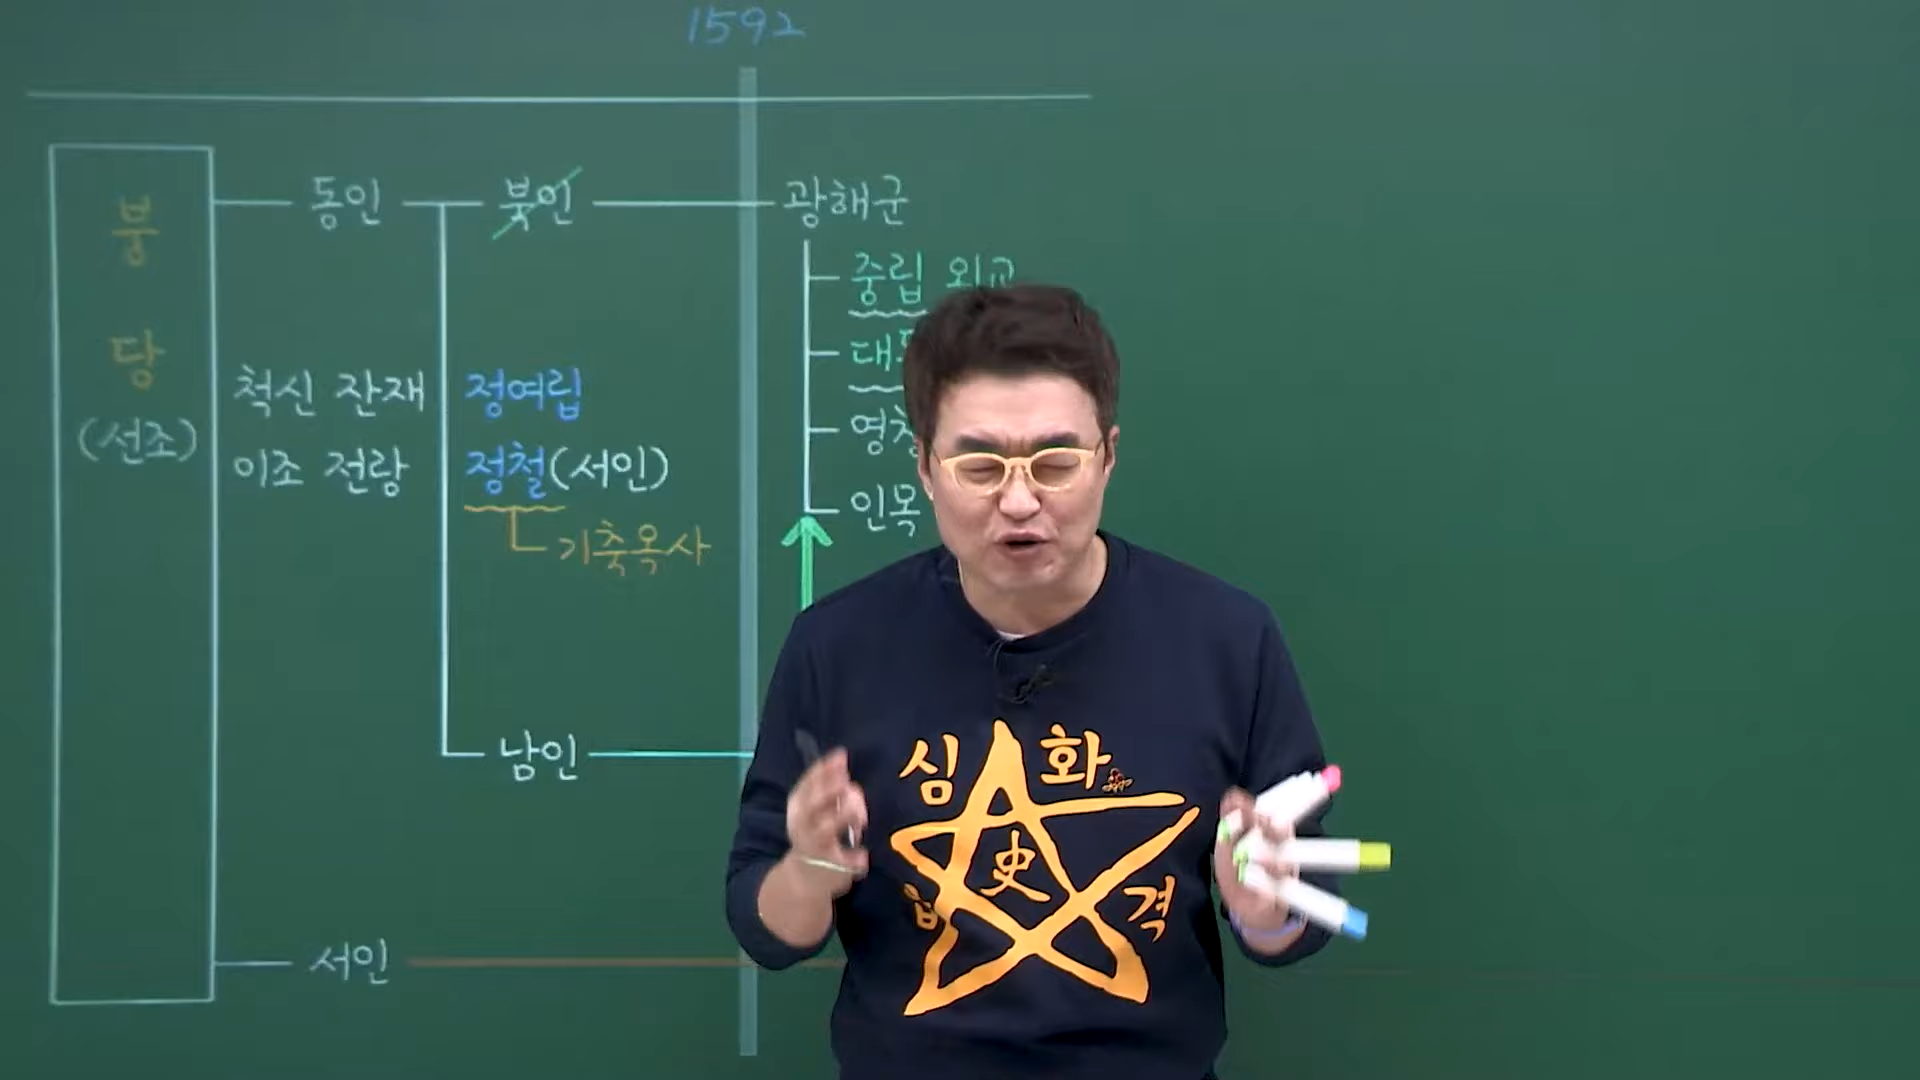 1592
붕
당
(선조)
동인
북인
광해군
중립 외교
척신 잔재
이조 전랑
정여립
정철(서인)
기축옥사
인목
남인
서인
심 화
史
합 격